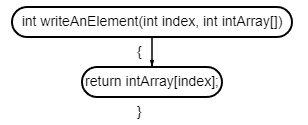 int writeAnElement(int index, int intArray[])
{
return intArray[index];
}